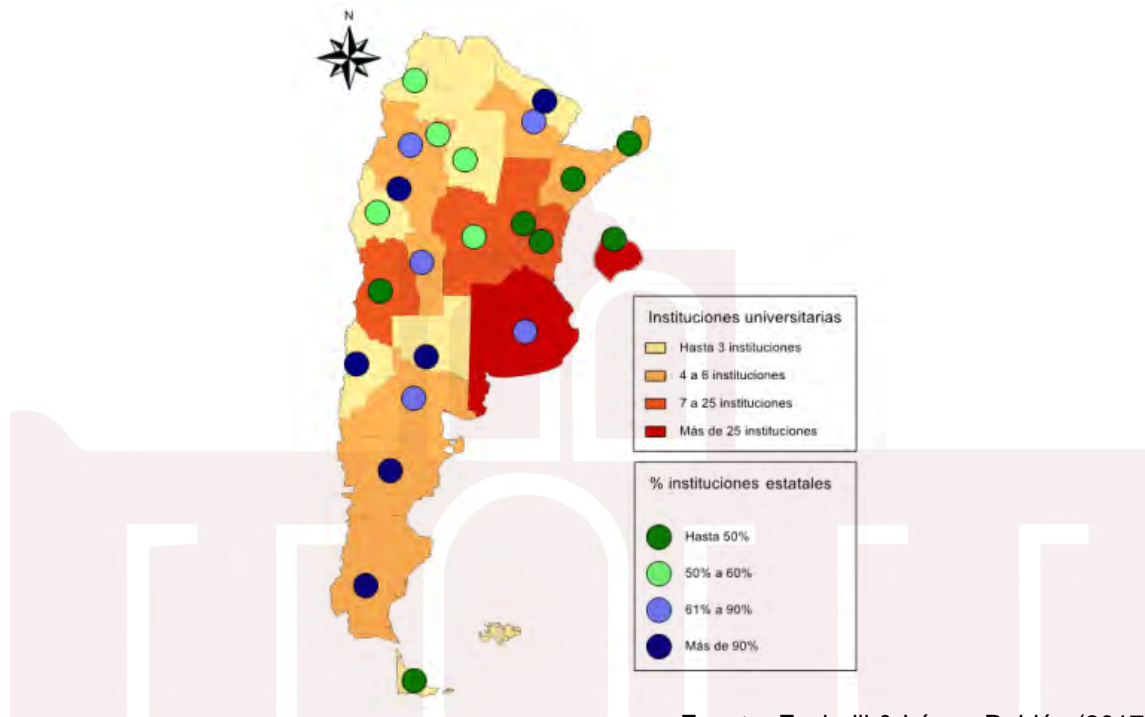 N
Instituciones universitarias
Hasta 3 instituciones
4 a 6 instituciones
7 a 25 instituciones
Más de 25 instituciones
% instituciones estatales
Hasta 50%
50% a 60%
61% a 90%
Más de 90%